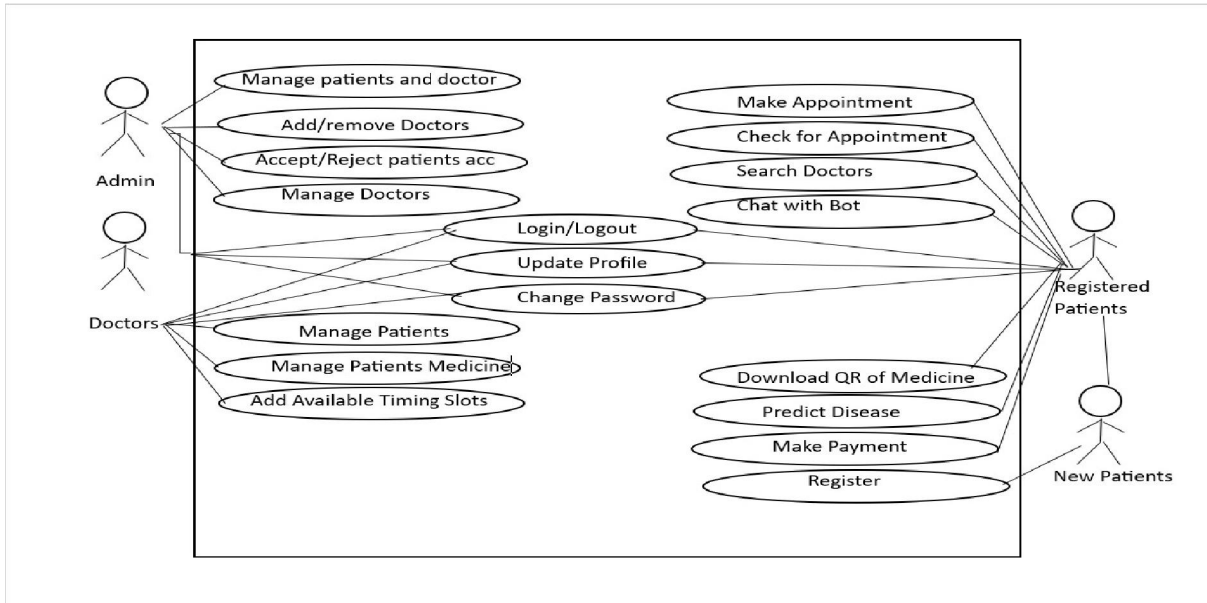 Manage patients and doctor
Add/remove Doctors
Accept/Reject patients acc
Manage Doctors
Admin
Doctors
Login/Logout
Update Profile
Change Password
Manage Patients
Manage Patients Medicine
Add Available Timing Slots
Make Appointment
Check for Appointment
Search Doctors
Chat with Bot
Registered
Patients
Download QR of Medicine
Predict Disease
Make Payment
Register
New Patients